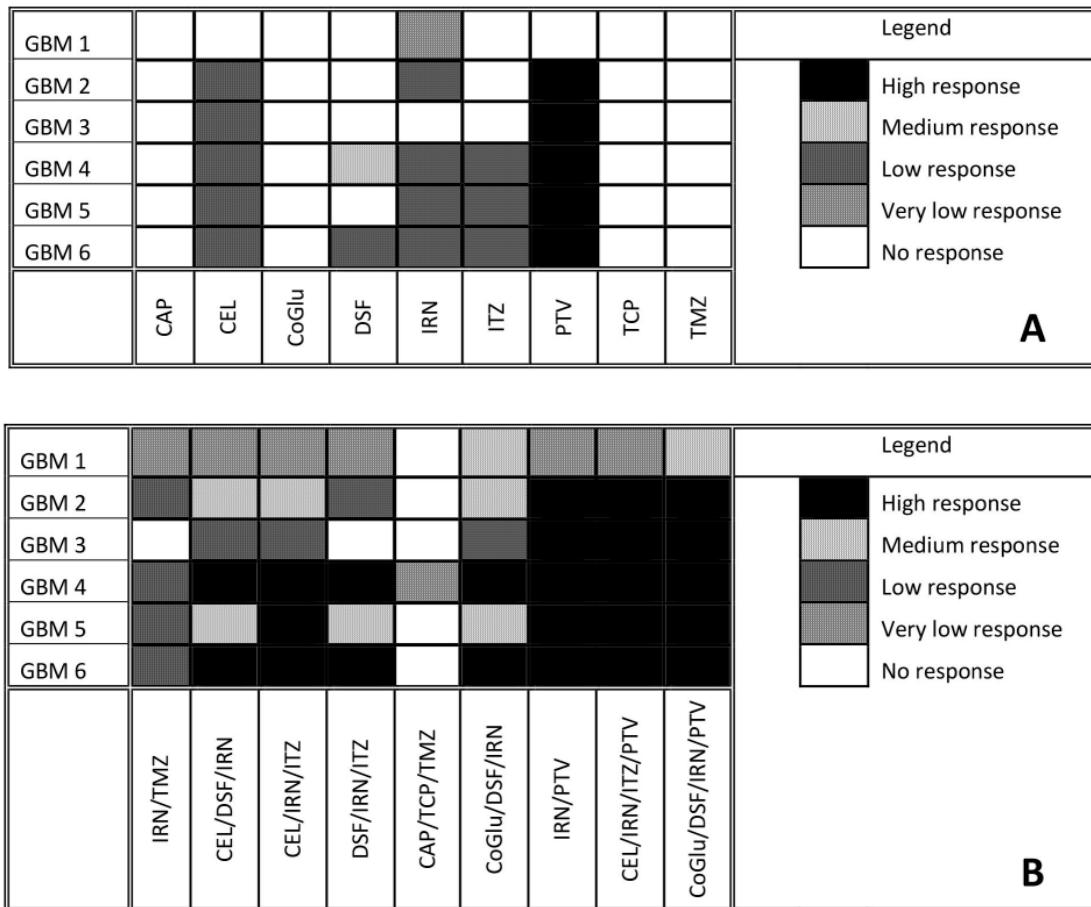 GBM 1
GBM 2
GBM 3
GBM 4
GBM 5
GBM 6
CAP
CEL
CoGlu
DSF
IRN
ITZ
PTV
TCP
TMZ
Legend
High response
Medium response
Low response
Very low response
No response
A
GBM 1
GBM 2
GBM 3
GBM 4
GBM 5
GBM 6
IRN/TMZ
CEL/DSF/IRN
CEL/IRN/ITZ
DSF/IRN/ITZ
CAP/TCP/TMZ
CoGlu/DSF/IRN
IRN/PTV
CEL/IRN/ITZ/PTV
CoGlu/DSF/IRN/PTV
Legend
High response
Medium response
Low response
Very low response
No response
B